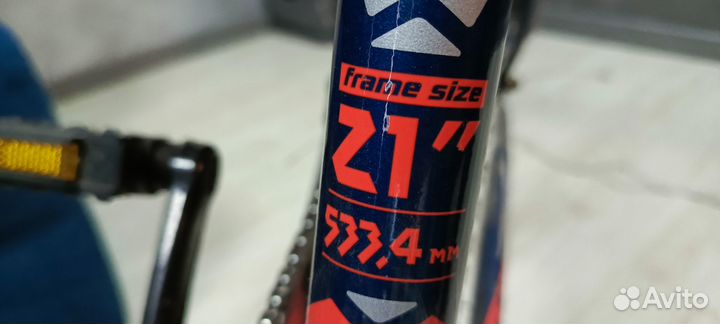 frame size
21"
533,4 мм
Avito